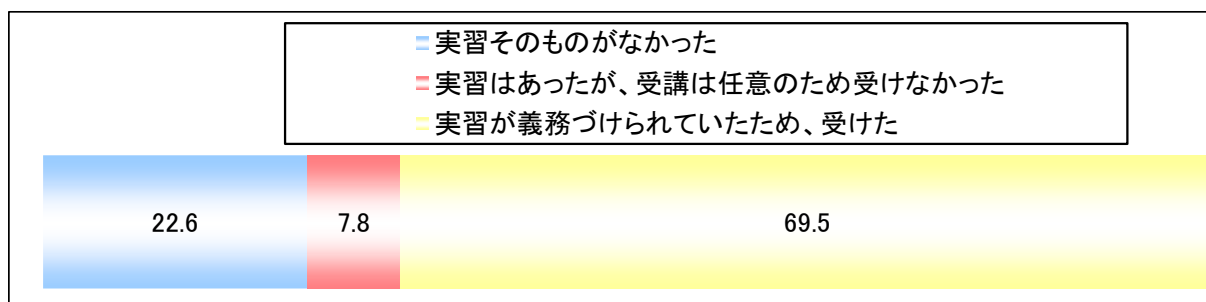 実習そのものがなかった
実習はあったが、受講は任意のため受けなかった
実習が義務づけられていたため、受けた
22.6 7.8 69.5